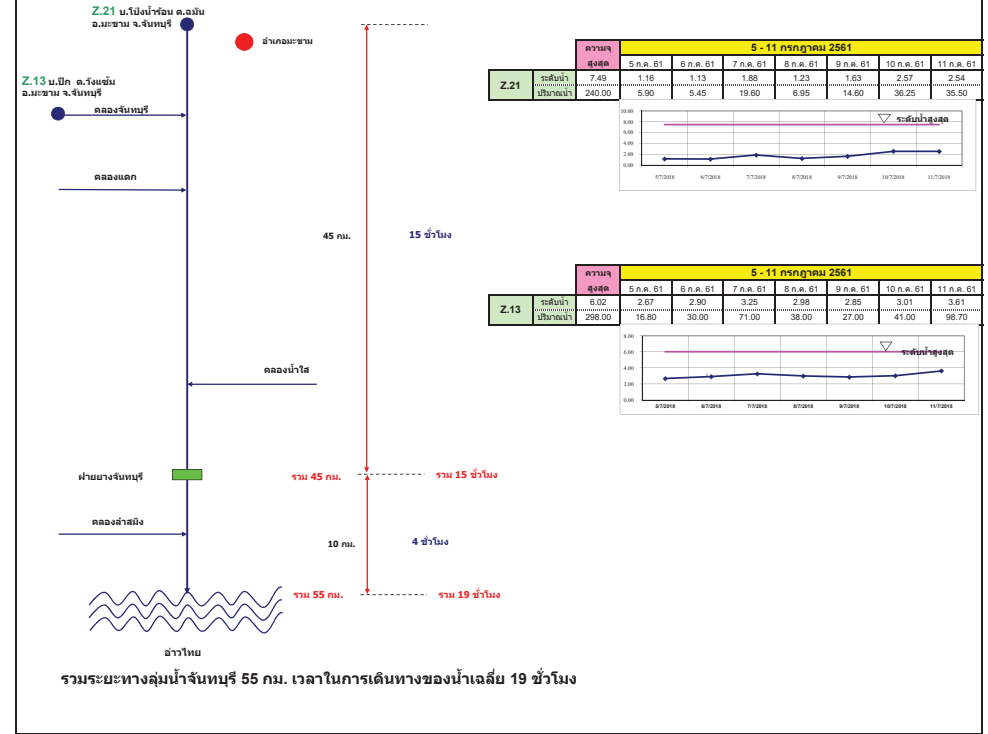 Z.21 บ.โป่งน้ำร้อน ต.ฉมัน
อ.มะขาม จ.จันทบุรี
อำเภอมะขาม
Z.13 บ.ปึก ต.วังแซ้ม
อ.มะขาม จ.จันทบุรี
คลองจันทบุรี
คลองแตก
45 กม. 15 ชั่วโมง
คลองน้ำใส
ฝายยางจันทบุรี รวม 45 กม. รวม 15 ชั่วโมง
คลองลำสมิง
10 กม. 4 ชั่วโมง
รวม 55 กม. รวม 19 ชั่วโมง
อ่าวไทย
รวมระยะทางลุ่มน้ำจันทบุรี 55 กม. เวลาในการเดินทางของน้ำเฉลี่ย 19 ชั่วโมง
ความจุ 5 - 11 กรกฎาคม 2561
สูงสุด 5 ก.ค. 61 6 ก.ค. 61 7 ก.ค. 61 8 ก.ค. 61 9 ก.ค. 61 10 ก.ค. 61 11 ก.ค. 61
Z.21 ระดับน้ำ 7.49 1.16 1.13 1.88 1.23 1.63 2.57 2.54
ปริมาณน้ำ 240.00 5.90 5.45 19.60 6.95 14.60 36.25 35.50
10.00
8.00
6.00
4.00
2.00
0.00
ระดับน้ำสูงสุด
5/7/2018 6/7/2018 7/7/2018 8/7/2018 9/7/2018 10/7/2018 11/7/2018
ความจุ 5 - 11 กรกฎาคม 2561
สูงสุด 5 ก.ค. 61 6 ก.ค. 61 7 ก.ค. 61 8 ก.ค. 61 9 ก.ค. 61 10 ก.ค. 61 11 ก.ค. 61
Z.13 ระดับน้ำ 6.02 2.67 2.90 3.25 2.98 2.85 3.01 3.61
ปริมาณน้ำ 298.00 16.80 30.00 71.00 38.00 27.00 41.00 98.70
8.00
6.00
4.00
2.00
0.00
ระดับน้ำสูงสุด
5/7/2018 6/7/2018 7/7/2018 8/7/2018 9/7/2018 10/7/2018 11/7/2018